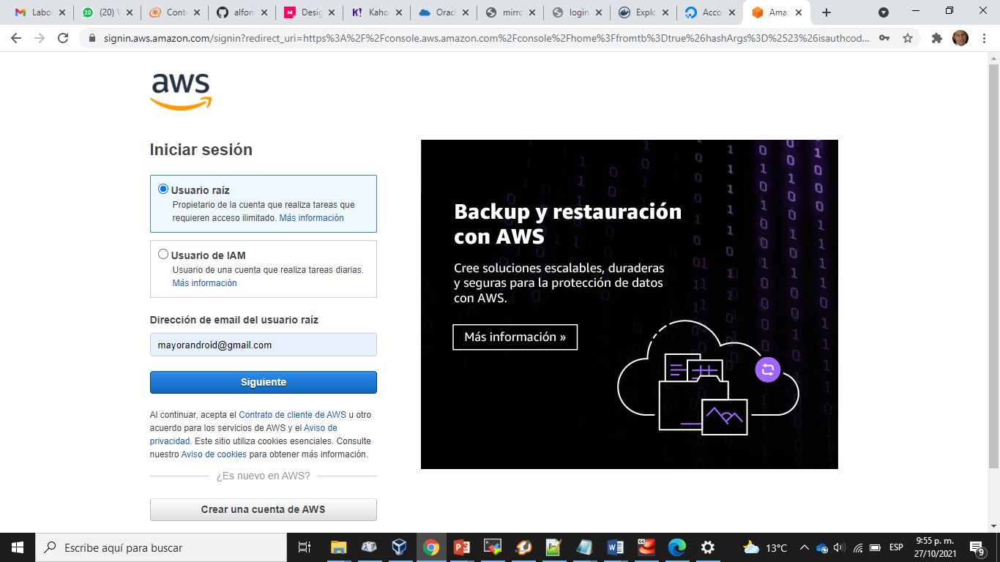 Labor
(20) V
Conte
alfon
Desig
Kaho
Oracl
mirro
login
Explo
Acco
Amaz
signin.aws.amazon.com/signin?redirect_uri=https%3A%2F%2Fconsole.aws.amazon.com%2Fconsole%2Fhome%3Ffromtb%3Dtrue%26hashArgs%3D%2523%26isauthcod...
aws
Iniciar sesión
Usuario raíz
Propietario de la cuenta que realiza tareas que
requieren acceso ilimitado. Más información
Usuario de IAM
Usuario de una cuenta que realiza tareas diarias.
Más información
Dirección de email del usuario raíz
mayorandroid@gmail.com
Siguiente
Al continuar, acepta el Contrato de cliente de AWS u otro
acuerdo para los servicios de AWS y el Aviso de
privacidad. Este sitio utiliza cookies esenciales. Consulte
nuestro Aviso de cookies para obtener más información.
¿Es nuevo en AWS?
Crear una cuenta de AWS
Backup y restauración
con AWS
Cree soluciones escalables, duraderas
y seguras para la protección de datos
con AWS.
Más información »
Escribe aquí para buscar
13°C
ESP
9:55 p. m.
27/10/2021
9